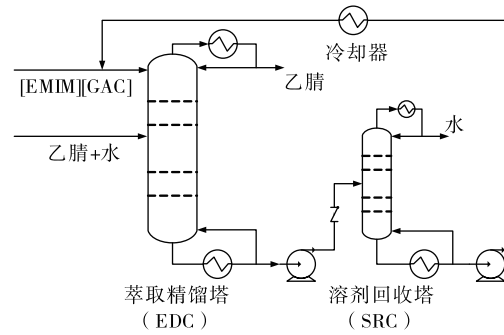 冷却器
[EMIM][GAC]
乙腈
乙腈+水
水
萃取精馏塔
（EDC）
溶剂回收塔
（SRC）